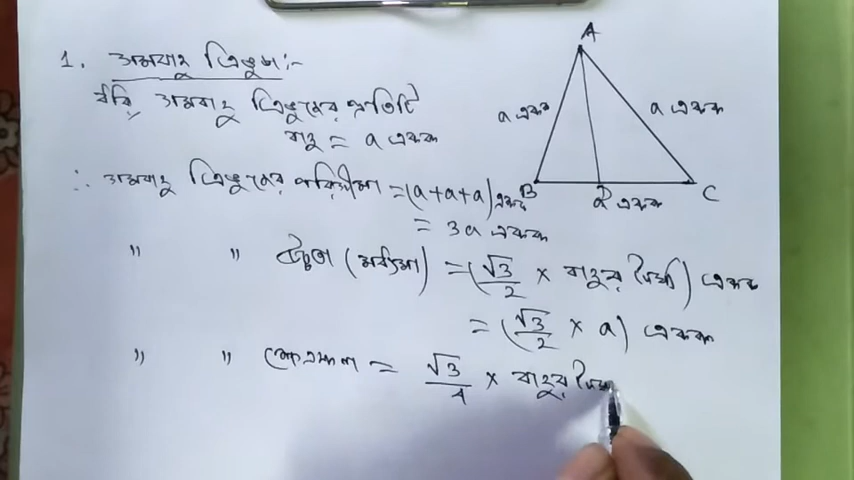 A
1. সমবাহু ত্রিভুজ:-
ধরি, সমবাহু ত্রিভুজের প্রতিটি
বাহু = a একক
a একক
a একক
∴ সমবাহু ত্রিভুজের পরিসীমা = (a+a+a) একক
B
a একক
C
= 3a একক
" " উচ্চতা (মধ্যমা) = (√3/2 × বাহুর দৈর্ঘ্য) একক
= (√3/2 × a) একক
" " ক্ষেত্রফল = √3/4 × বাহুর